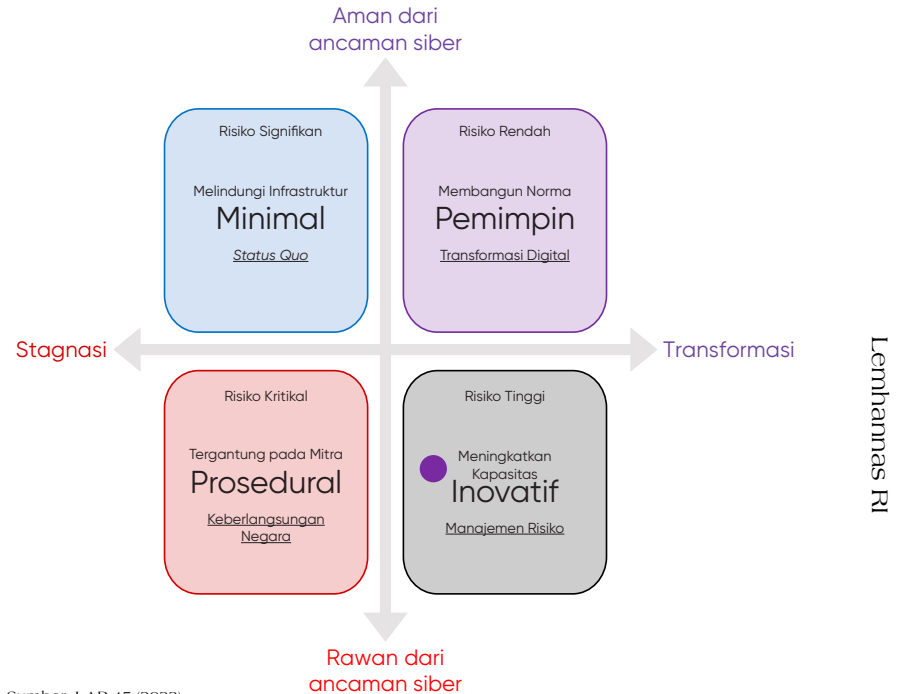 Aman dari
ancaman siber
Risiko Signifikan
Melindungi Infrastruktur
Minimal
Status Quo
Risiko Rendah
Membangun Norma
Pemimpin
Transformasi Digital
Stagnasi
Transformasi
Risiko Kritikal
Tergantung pada Mitra
Prosedural
Keberlangsungan
Negara
Risiko Tinggi
Meningkatkan
Kapasitas
Inovatif
Manajemen Risiko
Rawan dari
ancaman siber
Lemhannas RI